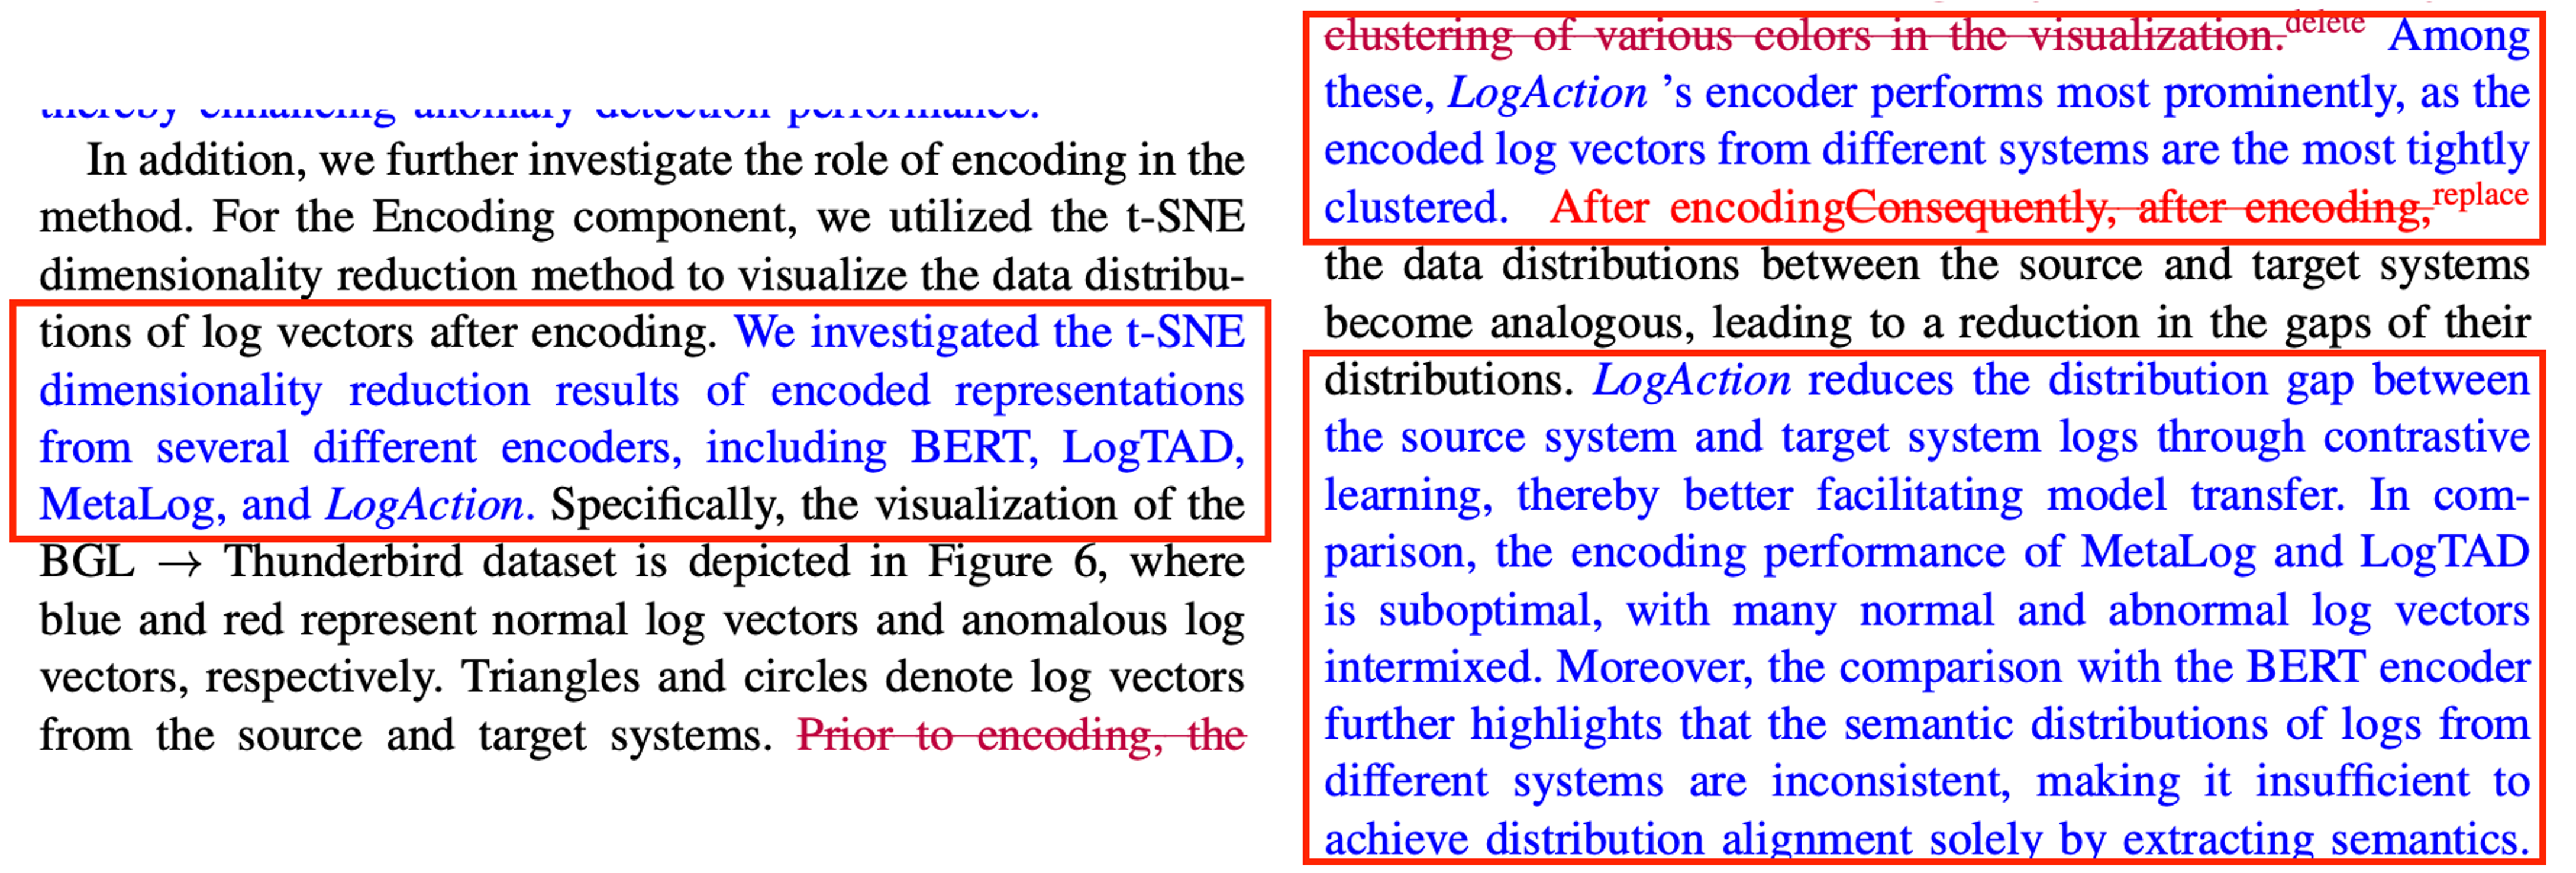 thereby enhancing anomaly detection performance.
In addition, we further investigate the role of encoding in the
method. For the Encoding component, we utilized the t-SNE
dimensionality reduction method to visualize the data distribu-
tions of log vectors after encoding. We investigated the t-SNE
dimensionality reduction results of encoded representations
from several different encoders, including BERT, LogTAD,
MetaLog, and LogAction. Specifically, the visualization of the
BGL → Thunderbird dataset is depicted in Figure 6, where
blue and red represent normal log vectors and anomalous log
vectors, respectively. Triangles and circles denote log vectors
from the source and target systems. Prior to encoding, the
clustering of various colors in the visualization.delete Among
these, LogAction ’s encoder performs most prominently, as the
encoded log vectors from different systems are the most tightly
clustered. After encodingConsequently, after encoding,replace
the data distributions between the source and target systems
become analogous, leading to a reduction in the gaps of their
distributions. LogAction reduces the distribution gap between
the source system and target system logs through contrastive
learning, thereby better facilitating model transfer. In com-
parison, the encoding performance of MetaLog and LogTAD
is suboptimal, with many normal and abnormal log vectors
intermixed. Moreover, the comparison with the BERT encoder
further highlights that the semantic distributions of logs from
different systems are inconsistent, making it insufficient to
achieve distribution alignment solely by extracting semantics.